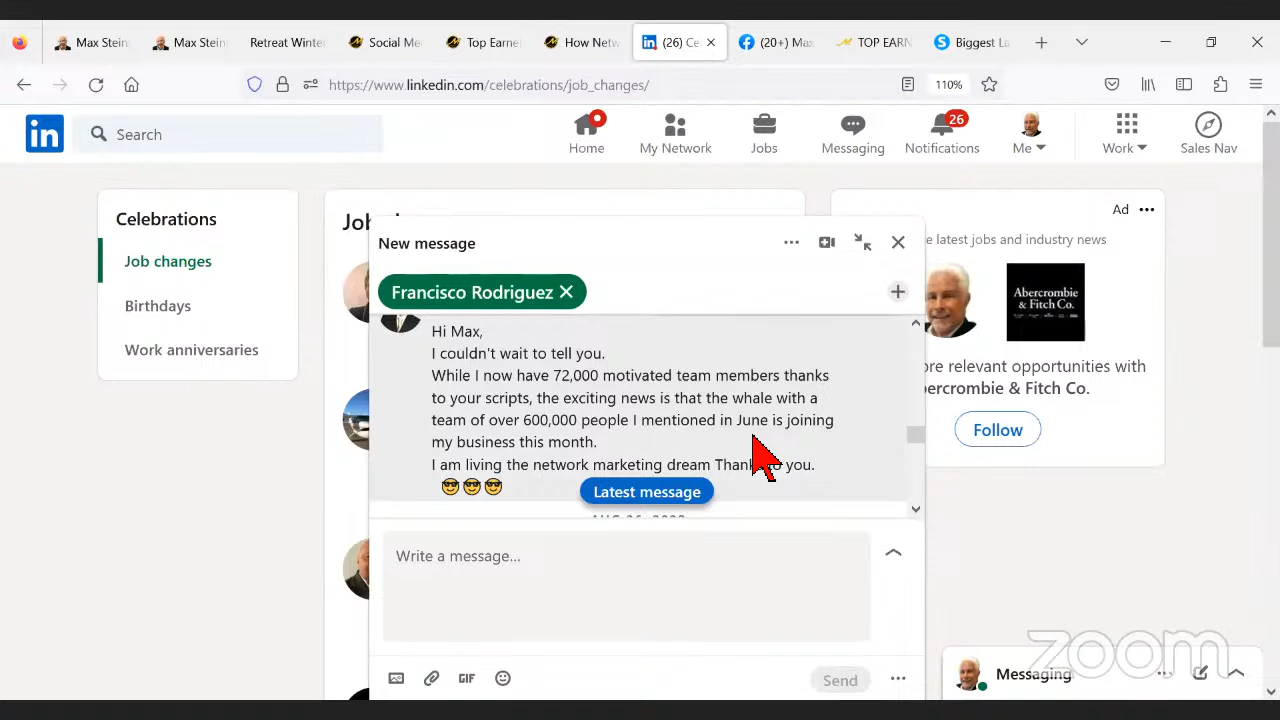 Max Stein
Max Stein
Retreat Winte
Social Me
Top Earne
How Netw
in
(26) Ce
(20+) Max
TOP EARN
Biggest La
https://www.linkedin.com/celebrations/job_changes/
110%
in
Search
Home
My Network
Jobs
Messaging
26
Notifications
Me
Work
Sales Nav
Celebrations
Job changes
Birthdays
Work anniversaries
Job
New message
Francisco Rodriguez
Hi Max,
I couldn't wait to tell you.
While I now have 72,000 motivated team members thanks
to your scripts, the exciting news is that the whale with a
team of over 600,000 people I mentioned in June is joining
my business this month.
I am living the network marketing dream Thanks to you.
Latest message
Write a message...
GIF
Send
Ad
e latest jobs and industry news
Abercrombie
& Fitch Co.
ore relevant opportunities with
bercrombie & Fitch Co.
Follow
zoom
Messaging